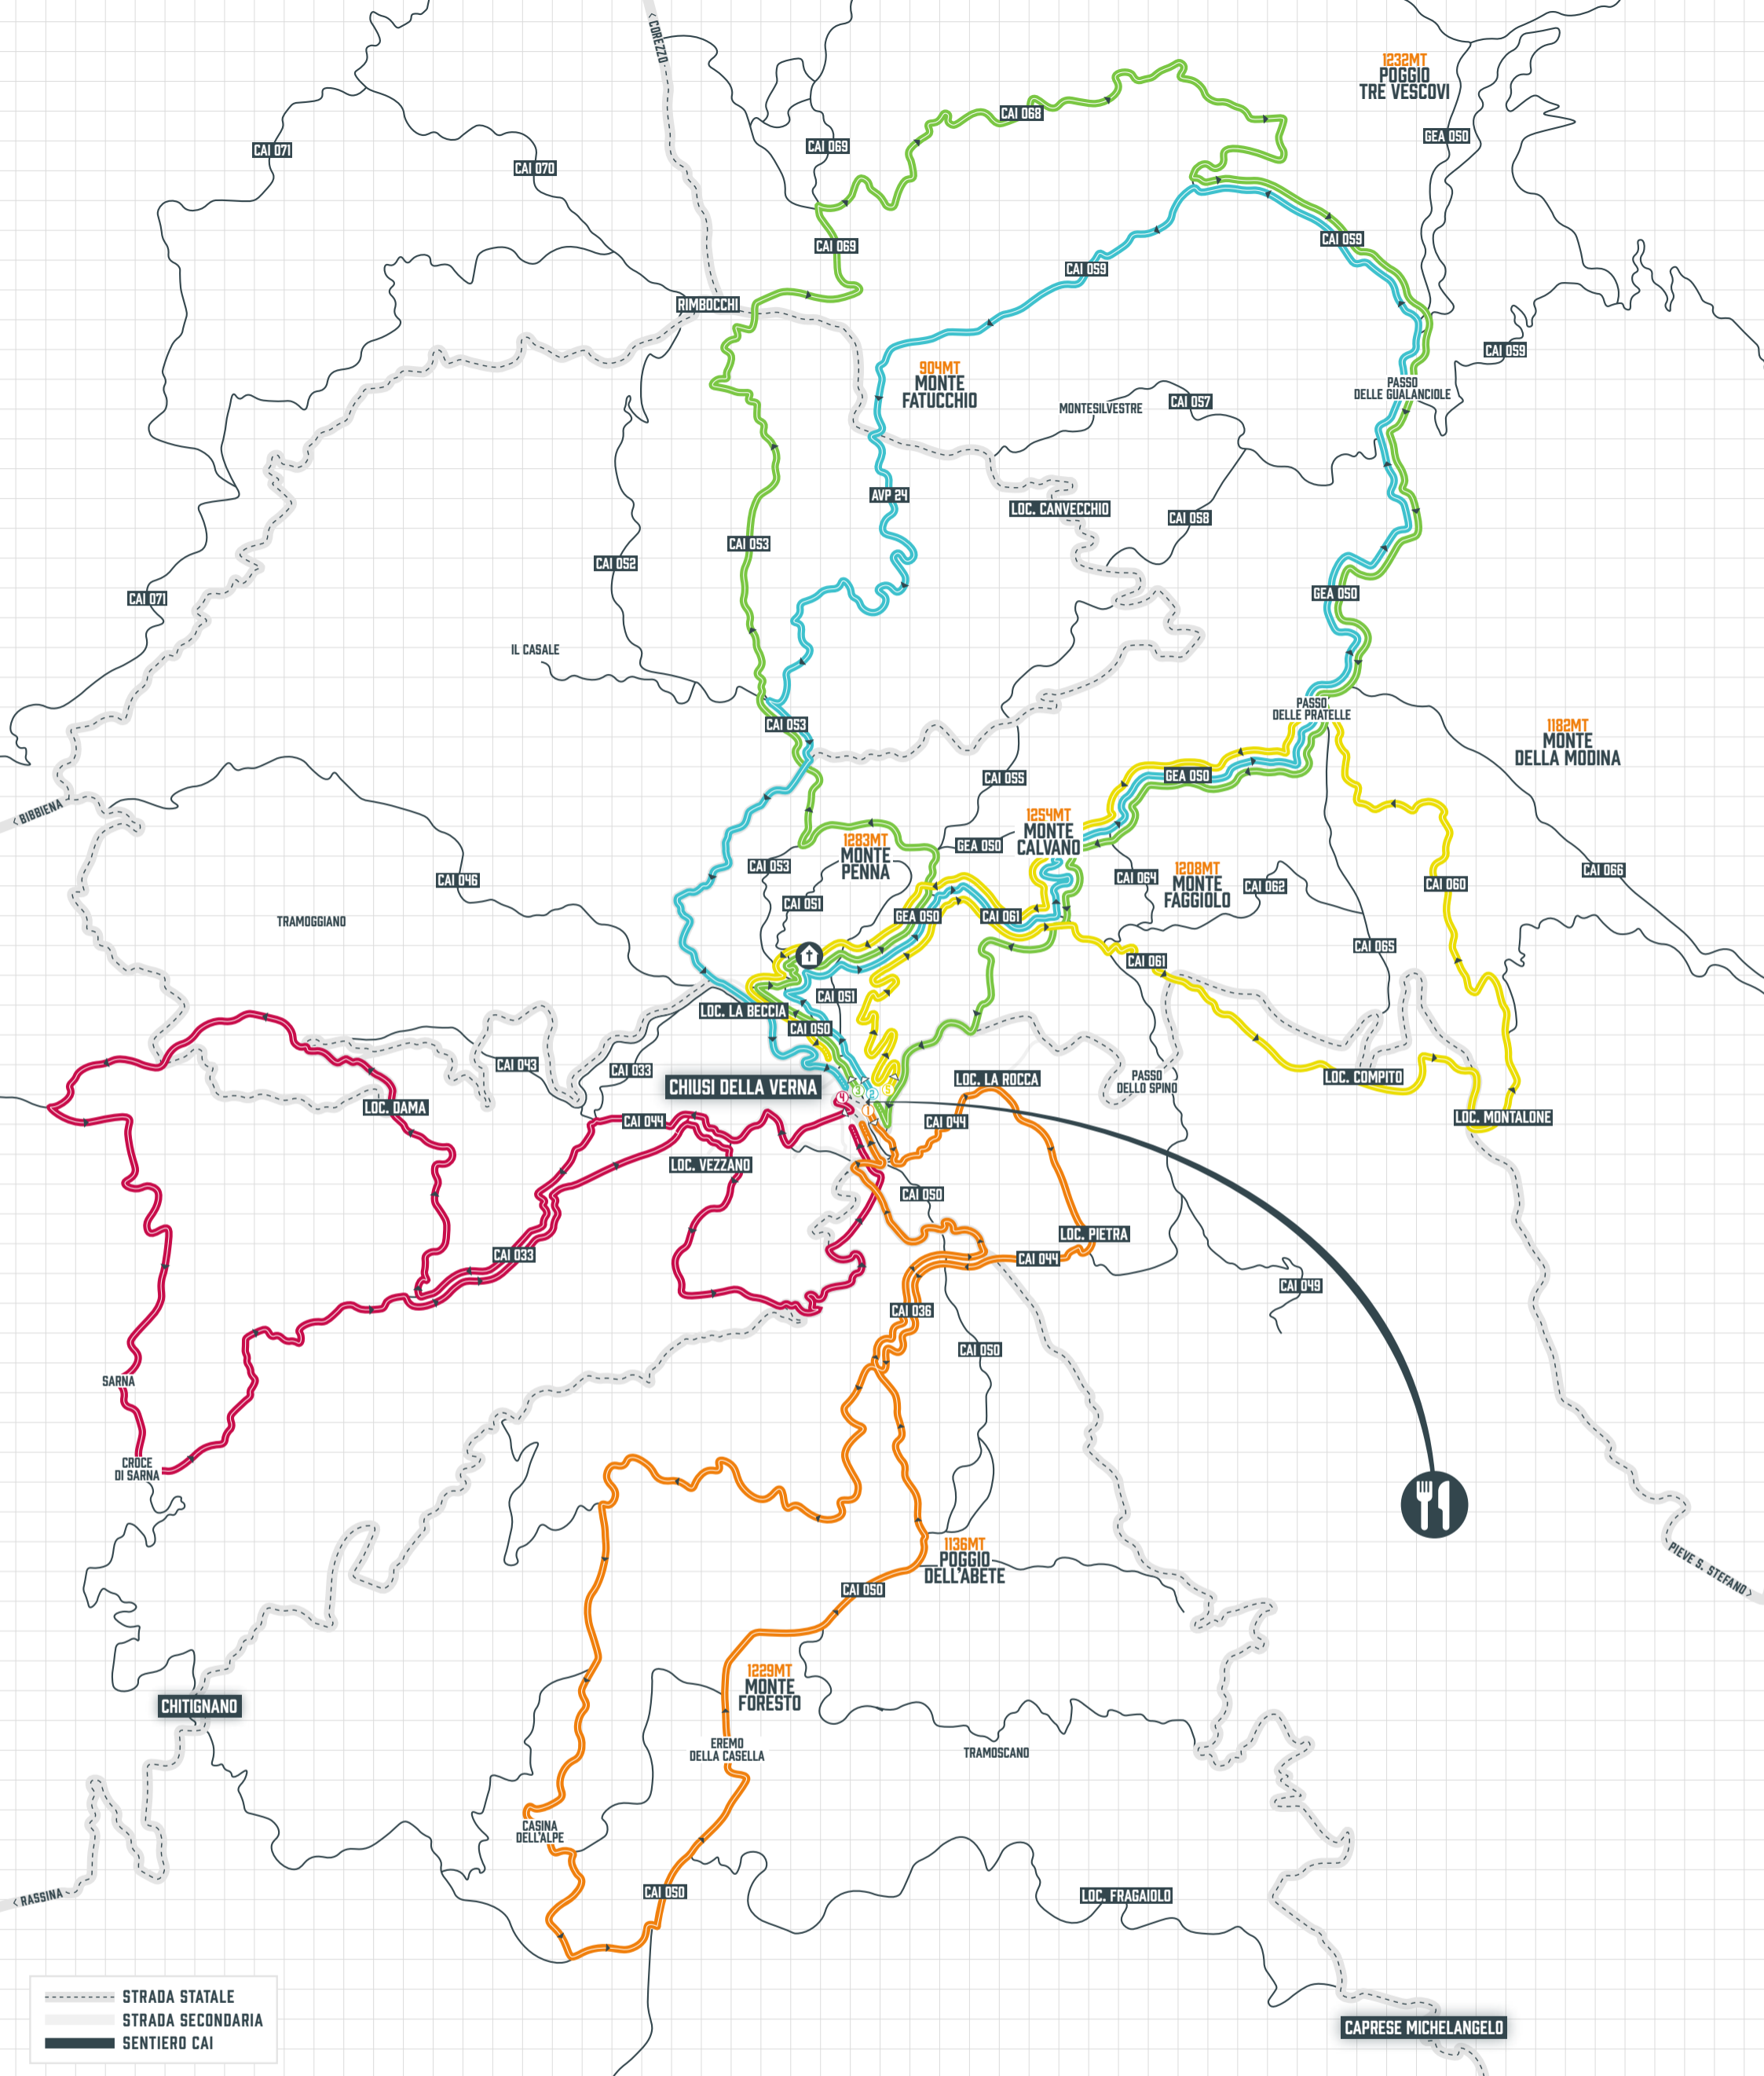 < COREZZO
1232MT
POGGIO
TRE VESCOVI
CAI 068
GEA 050
CAI 069
CAI 071
CAI 070
CAI 059
CAI 069
CAI 059
RIMBOCCHI
CAI 059
904MT
MONTE
FATUCCHIO
PASSO
DELLE GUALANCIOLE
MONTESILVESTRE
CAI 057
AVP 24
LOC. CANVECCHIO
CAI 058
CAI 053
CAI 052
GEA 050
CAI 071
IL CASALE
PASSO
DELLE PRATELLE
CAI 053
1182MT
MONTE
DELLA MODINA
GEA 050
CAI 055
< BIBBIENA
1254MT
MONTE
CALVANO
1283MT
MONTE
PENNA
GEA 050
CAI 053
CAI 064
1208MT
MONTE
FAGGIOLO
CAI 062
CAI 060
CAI 066
CAI 046
CAI 051
GEA 050
CAI 061
TRAMOGGIANO
CAI 065
CAI 061
CAI 051
LOC. LA BECCIA
CAI 050
CAI 043
CAI 033
CHIUSI DELLA VERNA
LOC. LA ROCCA
PASSO
DELLO SPINO
LOC. COMPITO
4
3
2
5
1
LOC. DAMA
CAI 044
CAI 044
LOC. MONTALONE
LOC. VEZZANO
CAI 050
LOC. PIETRA
CAI 033
CAI 044
CAI 049
CAI 036
CAI 050
SARNA
CROCE
DI SARNA
1136MT
POGGIO
DELL'ABETE
PIEVE S. STEFANO >
CAI 050
1229MT
MONTE
FORESTO
CHITIGNANO
EREMO
DELLA CASELLA
TRAMOSCANO
CASINA
DELL'ALPE
CAI 050
LOC. FRAGAIOLO
< RASSINA
STRADA STATALE
STRADA SECONDARIA
SENTIERO CAI
CAPRESE MICHELANGELO